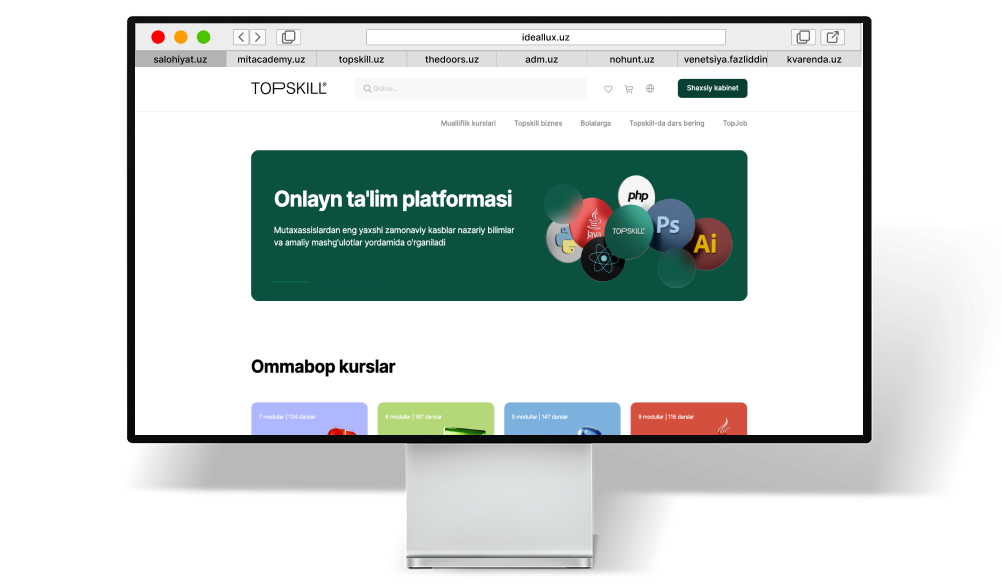 ideallux.uz
salohiyat.uz mitacademy.uz topskill.uz thedoors.uz adm.uz nohunt.uz venetsiya.fazliddin kvarenda.uz
TOPSKILL® Qidiruv... Shaxsiy kabinet
Mualliflik kurslari Topskill biznes Bolalarga Topskill-da dars bering TopJob
Onlayn ta'lim platformasi
Mutaxassislardan eng yaxshi zamonaviy kasblar nazariy bilimlar
va amaliy mashg'ulotlar yordamida o'rganiladi
php
Java
TOPSKILL
Ps
Ai
Ommabop kurslar
7 modullar | 134 darslar
6 modullar | 167 darslar
5 modullar | 147 darslar
9 modullar | 116 darslar